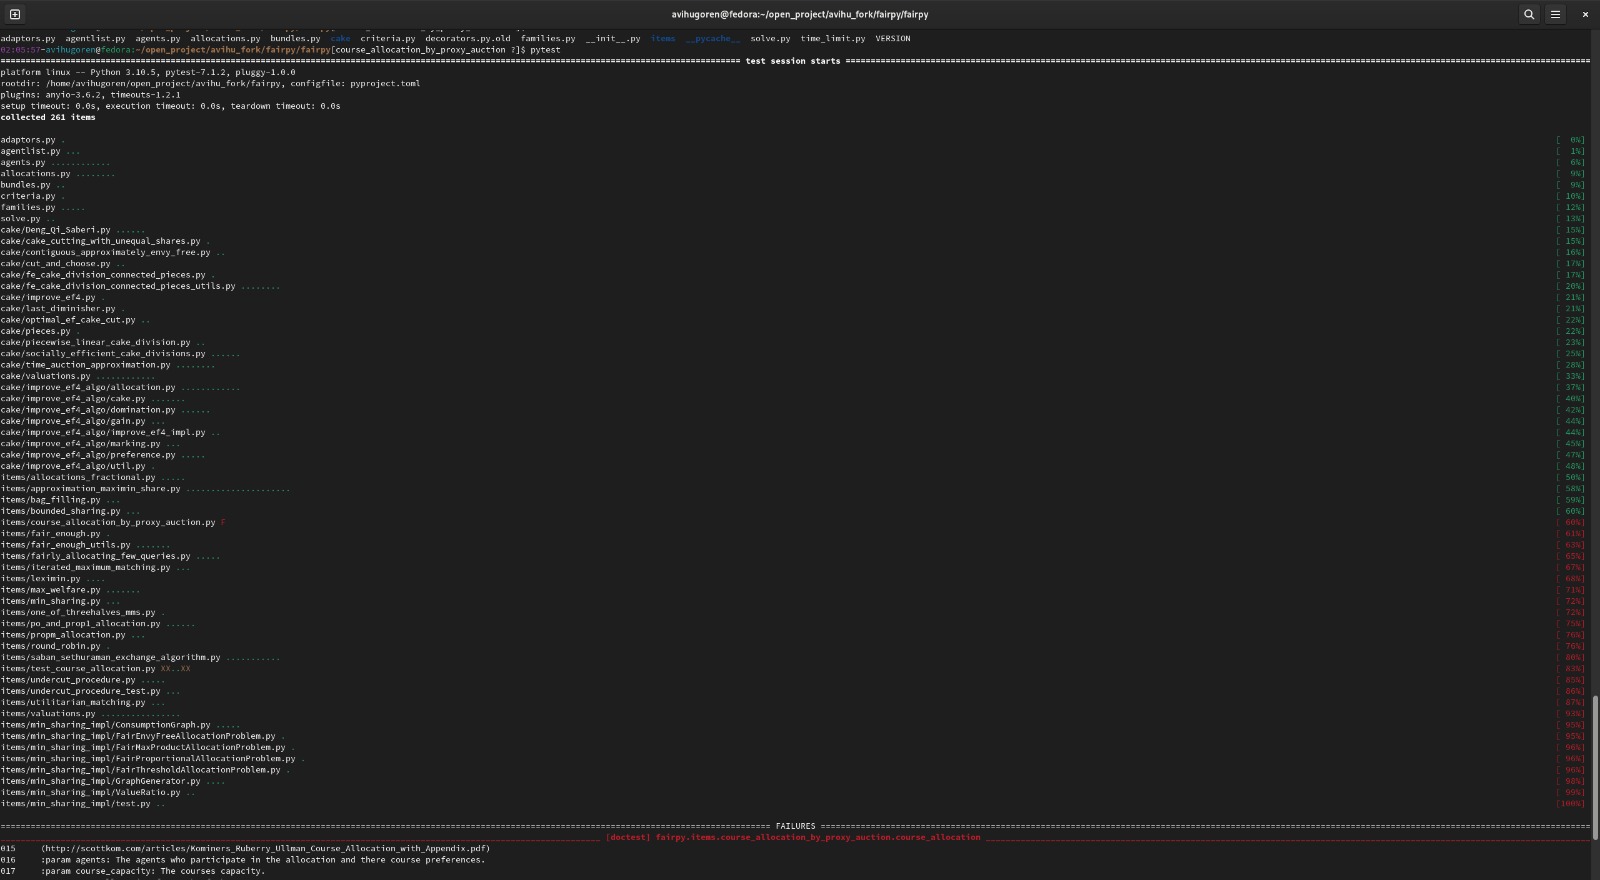 avihugoren@fedora:~/open_project/avihu_fork/fairpy/fairpy
adaptors.py agentlist.py agents.py allocations.py bundles.py cake criteria.py decorators.py.old families.py __init__.py items __pycache__ solve.py time_limit.py VERSION
02:05:57-avihugoren@fedora:~/open_project/avihu_fork/fairpy/fairpy[course_allocation_by_proxy_auction ?]$ pytest
test session starts
platform linux -- Python 3.10.5, pytest-7.1.2, pluggy-1.0.0
rootdir: /home/avihugoren/open_project/avihu_fork/fairpy, configfile: pyproject.toml
plugins: anyio-3.6.2, timeouts-1.2.1
setup timeout: 0.0s, execution timeout: 0.0s, teardown timeout: 0.0s
collected 261 items
adaptors.py . [ 0%]
agentlist.py ... [ 1%]
agents.py ............ [ 6%]
allocations.py ........ [ 9%]
bundles.py .. [ 9%]
criteria.py . [ 10%]
families.py ..... [ 12%]
solve.py .. [ 13%]
cake/Deng_Qi_Saberi.py ...... [ 15%]
cake/cake_cutting_with_unequal_shares.py . [ 15%]
cake/contiguous_approximately_envy_free.py .. [ 16%]
cake/cut_and_choose.py .. [ 17%]
cake/fe_cake_division_connected_pieces.py . [ 17%]
cake/fe_cake_division_connected_pieces_utils.py ........ [ 20%]
cake/improve_ef4.py . [ 21%]
cake/last_diminisher.py . [ 21%]
cake/optimal_ef_cake_cut.py .. [ 22%]
cake/pieces.py . [ 22%]
cake/piecewise_linear_cake_division.py .. [ 23%]
cake/socially_efficient_cake_divisions.py ...... [ 25%]
cake/time_auction_approximation.py ........ [ 28%]
cake/valuations.py ............ [ 33%]
cake/improve_ef4_algo/allocation.py ............ [ 37%]
cake/improve_ef4_algo/cake.py ....... [ 40%]
cake/improve_ef4_algo/domination.py ...... [ 42%]
cake/improve_ef4_algo/gain.py ... [ 44%]
cake/improve_ef4_algo/improve_ef4_impl.py .. [ 44%]
cake/improve_ef4_algo/marking.py ... [ 45%]
cake/improve_ef4_algo/preference.py ..... [ 47%]
cake/improve_ef4_algo/util.py . [ 48%]
items/allocations_fractional.py ..... [ 50%]
items/approximation_maximin_share.py ..................... [ 58%]
items/bag_filling.py ... [ 59%]
items/bounded_sharing.py ... [ 60%]
items/course_allocation_by_proxy_auction.py F [ 60%]
items/fair_enough.py . [ 61%]
items/fair_enough_utils.py ....... [ 63%]
items/fairly_allocating_few_queries.py ..... [ 65%]
items/iterated_maximum_matching.py ... [ 67%]
items/leximin.py .... [ 68%]
items/max_welfare.py ....... [ 71%]
items/min_sharing.py ... [ 72%]
items/one_of_threehalves_mms.py . [ 72%]
items/po_and_prop1_allocation.py ...... [ 75%]
items/propm_allocation.py ... [ 76%]
items/round_robin.py . [ 76%]
items/saban_sethuraman_exchange_algorithm.py ........... [ 80%]
items/test_course_allocation.py XX..XX [ 83%]
items/undercut_procedure.py ..... [ 85%]
items/undercut_procedure_test.py ... [ 86%]
items/utilitarian_matching.py ... [ 87%]
items/valuations.py ................ [ 93%]
items/min_sharing_impl/ConsumptionGraph.py ..... [ 95%]
items/min_sharing_impl/FairEnvyFreeAllocationProblem.py . [ 95%]
items/min_sharing_impl/FairMaxProductAllocationProblem.py . [ 96%]
items/min_sharing_impl/FairProportionalAllocationProblem.py . [ 96%]
items/min_sharing_impl/FairThresholdAllocationProblem.py . [ 96%]
items/min_sharing_impl/GraphGenerator.py .... [ 98%]
items/min_sharing_impl/ValueRatio.py .. [ 99%]
items/min_sharing_impl/test.py .. [100%]
FAILURES
[doctest] fairpy.items.course_allocation_by_proxy_auction.course_allocation
015 (http://scottkom.com/articles/Kominers_Ruberry_Ullman_Course_Allocation_with_Appendix.pdf)
016 :param agents: The agents who participate in the allocation and there course preferences.
017 :param course_capacity: The courses capacity.